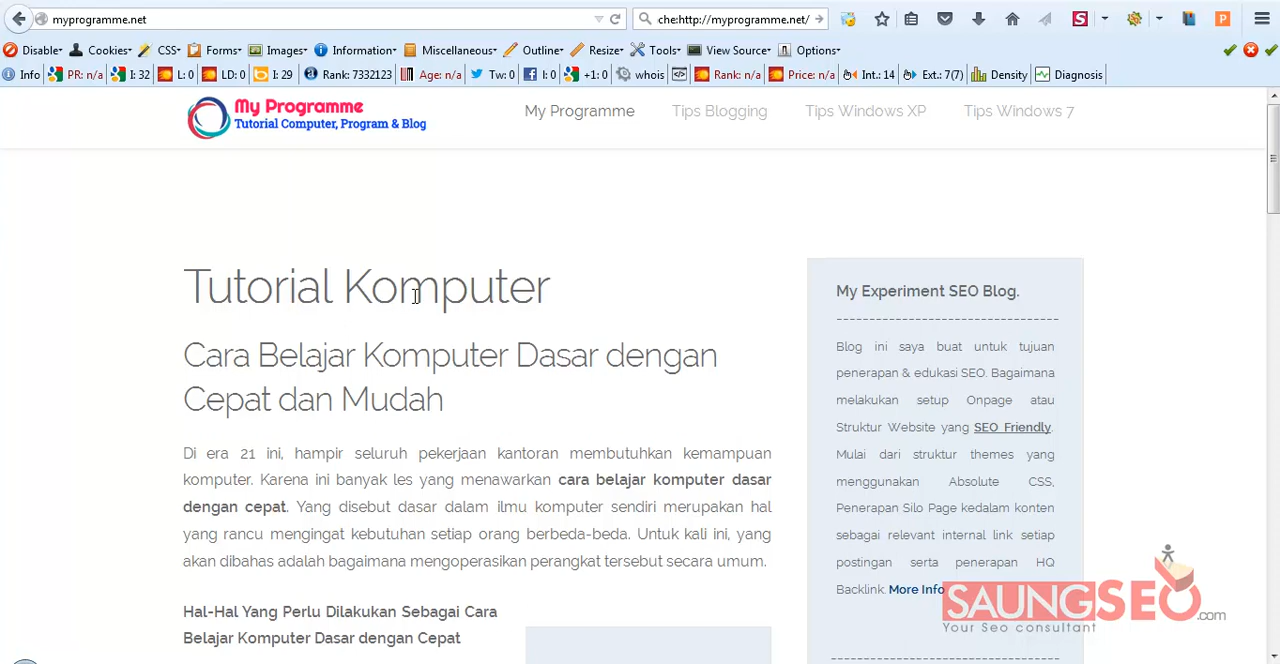 myprogramme.net
che:http://myprogramme.net/
Disable Cookies CSS Forms Images Information Miscellaneous Outline Resize Tools View Source Options
Info PR: n/a I: 32 L: 0 LD: 0 I: 29 Rank: 7332123 Age: n/a Tw: 0 I: 0 +1: 0 whois Rank: n/a Price: n/a Int.: 14 Ext.: 7(7) Density Diagnosis
My Programme
Tutorial Computer, Program & Blog
My Programme Tips Blogging Tips Windows XP Tips Windows 7
Tutorial Komputer
Cara Belajar Komputer Dasar dengan
Cepat dan Mudah
Di era 21 ini, hampir seluruh pekerjaan kantoran membutuhkan kemampuan
komputer. Karena ini banyak les yang menawarkan cara belajar komputer dasar
dengan cepat. Yang disebut dasar dalam ilmu komputer sendiri merupakan hal
yang rancu mengingat kebutuhan setiap orang berbeda-beda. Untuk kali ini, yang
akan dibahas adalah bagaimana mengoperasikan perangkat tersebut secara umum.
Hal-Hal Yang Perlu Dilakukan Sebagai Cara
Belajar Komputer Dasar dengan Cepat
My Experiment SEO Blog.
--------------------------------
Blog ini saya buat untuk tujuan
penerapan & edukasi SEO. Bagaimana
melakukan setup Onpage atau
Struktur Website yang SEO Friendly.
Mulai dari struktur themes yang
menggunakan Absolute CSS,
Penerapan Silo Page kedalam konten
sebagai relevant internal link setiap
postingan serta penerapan HQ
Backlink. More Info
--------------------------------
SAUNGSEO.com
Your Seo consultant